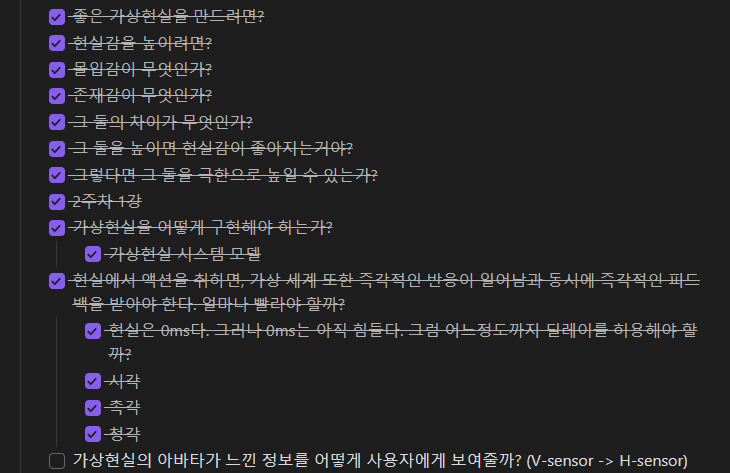 좋은 가상현실을 만드려면?
현실감을 높이려면?
몰입감이 무엇인가?
존재감이 무엇인가?
그 둘의 차이가 무엇인가?
그 둘을 높이면 현실감이 좋아지는거야?
그렇다면 그 둘을 극한으로 높일 수 있는가?
2주차 1강
가상현실을 어떻게 구현해야 하는가?
가상현실 시스템 모델
현실에서 액션을 취하면, 가상 세계 또한 즉각적인 반응이 일어남과 동시에 즉각적인 피드
백을 받아야 한다. 얼마나 빨라야 할까?
현실은 0ms다. 그러나 0ms는 아직 힘들다. 그럼 어느정도까지 딜레이를 허용해야 할
까?
시각
촉각
청각
가상현실의 아바타가 느낀 정보를 어떻게 사용자에게 보여줄까? (V-sensor -> H-sensor)